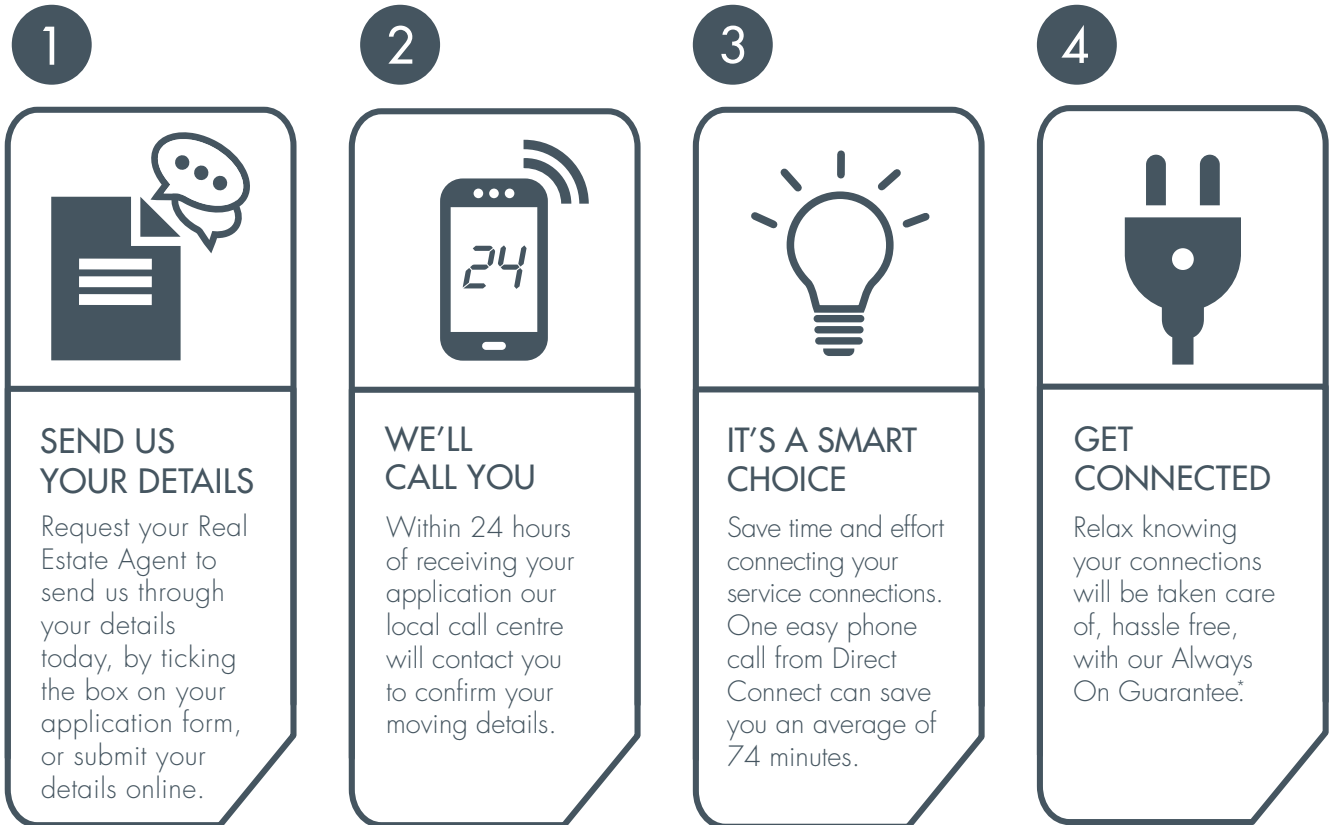 1
SEND US
YOUR DETAILS
Request your Real
Estate Agent to
send us through
your details
today, by ticking
the box on your
application form,
or submit your
details online.
2
24
WE'LL
CALL YOU
Within 24 hours
of receiving your
application our
local call centre
will contact you
to confirm your
moving details.
3
IT'S A SMART
CHOICE
Save time and effort
connecting your
service connections.
One easy phone
call from Direct
Connect can save
you an average of
74 minutes.
4
GET
CONNECTED
Relax knowing
your connections
will be taken care
of, hassle free,
with our Always
On Guarantee.*